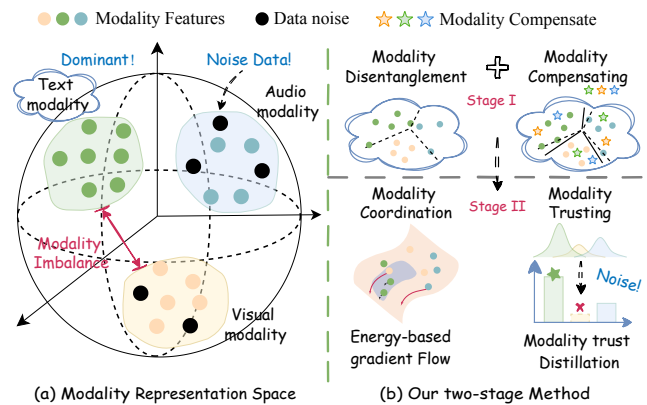 Modality Features
Data noise
Modality Compensate
(a)
Dominant!
Noise Data!
Text
modality
Audio
modality
Modality
Imbalance
Visual
modality
(a) Modality Representation Space
Modality
Disentanglement
Modality
Compensating
Stage I
Modality
Coordination
Stage II
Modality
Trusting
Noise!
Energy-based
gradient Flow
Modality trust
Distillation
(b) Our two-stage Method